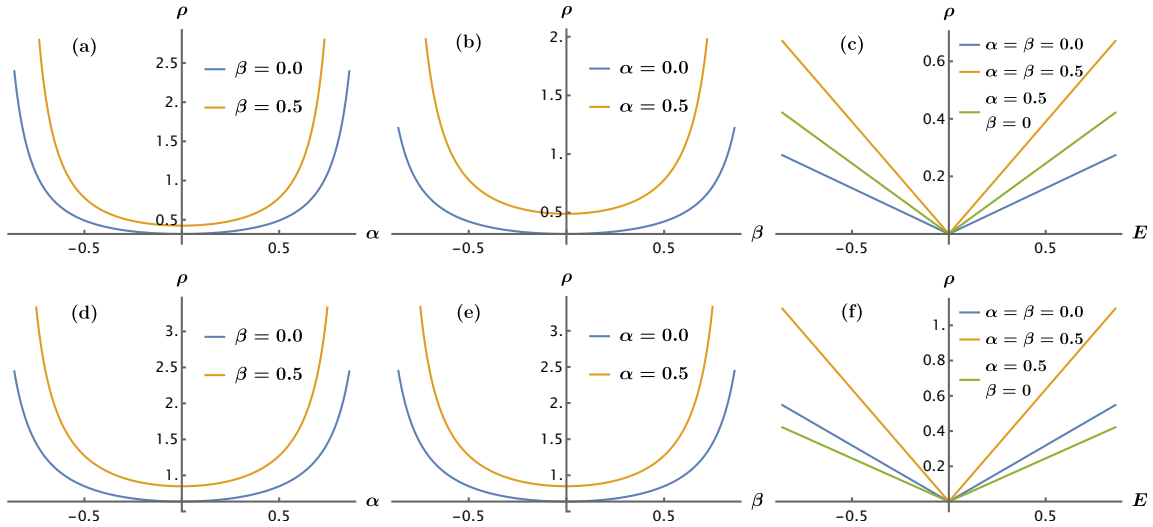 ρ
(a)
β = 0.0
β = 0.5
2.5
2.
1.5
1.
0.5
−0.5
0.5
α
ρ
(b)
α = 0.0
α = 0.5
2.
1.5
1.
0.5
−0.5
0.5
β
ρ
(c)
α = β = 0.0
α = β = 0.5
α = 0.5
β = 0
0.6
0.4
0.2
−0.5
0.5
E
ρ
(d)
β = 0.0
β = 0.5
3.
2.5
2.
1.5
1.
−0.5
0.5
α
ρ
(e)
α = 0.0
α = 0.5
3.
2.5
2.
1.5
1.
−0.5
0.5
β
ρ
(f)
α = β = 0.0
α = β = 0.5
α = 0.5
β = 0
1.
0.8
0.6
0.4
0.2
−0.5
0.5
E